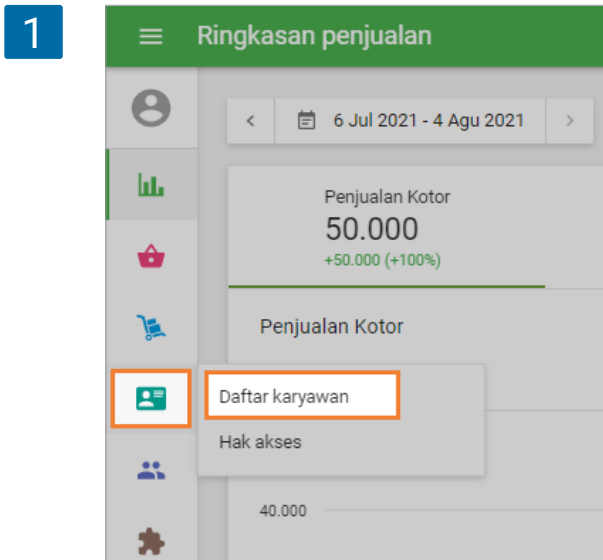 1
Ringkasan penjualan
6 Jul 2021 - 4 Agu 2021
Penjualan Kotor
50.000
+50.000 (+100%)
Penjualan Kotor
Daftar karyawan
Hak akses
40.000